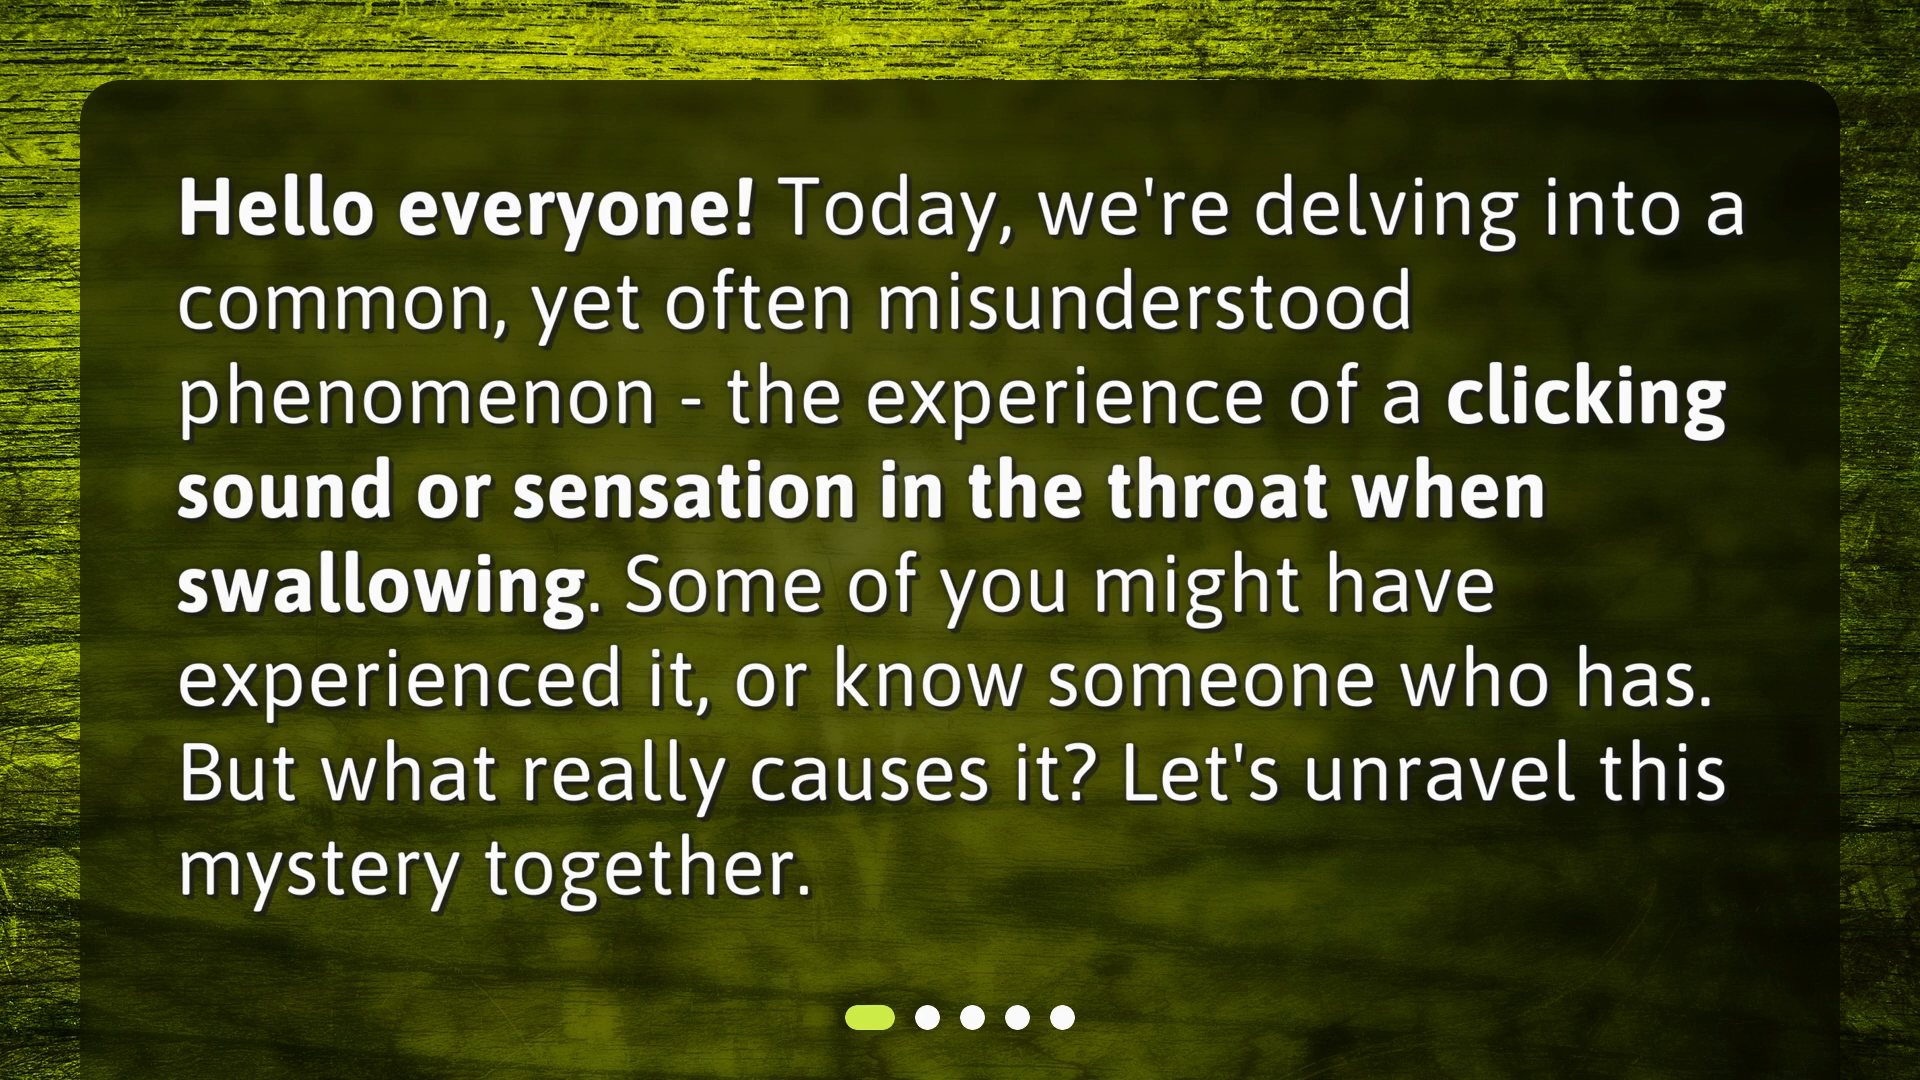 Hello everyone! Today, we're delving into a
common, yet often misunderstood
phenomenon - the experience of a clicking
sound or sensation in the throat when
swallowing. Some of you might have
experienced it, or know someone who has.
But what really causes it? Let's unravel this
mystery together.